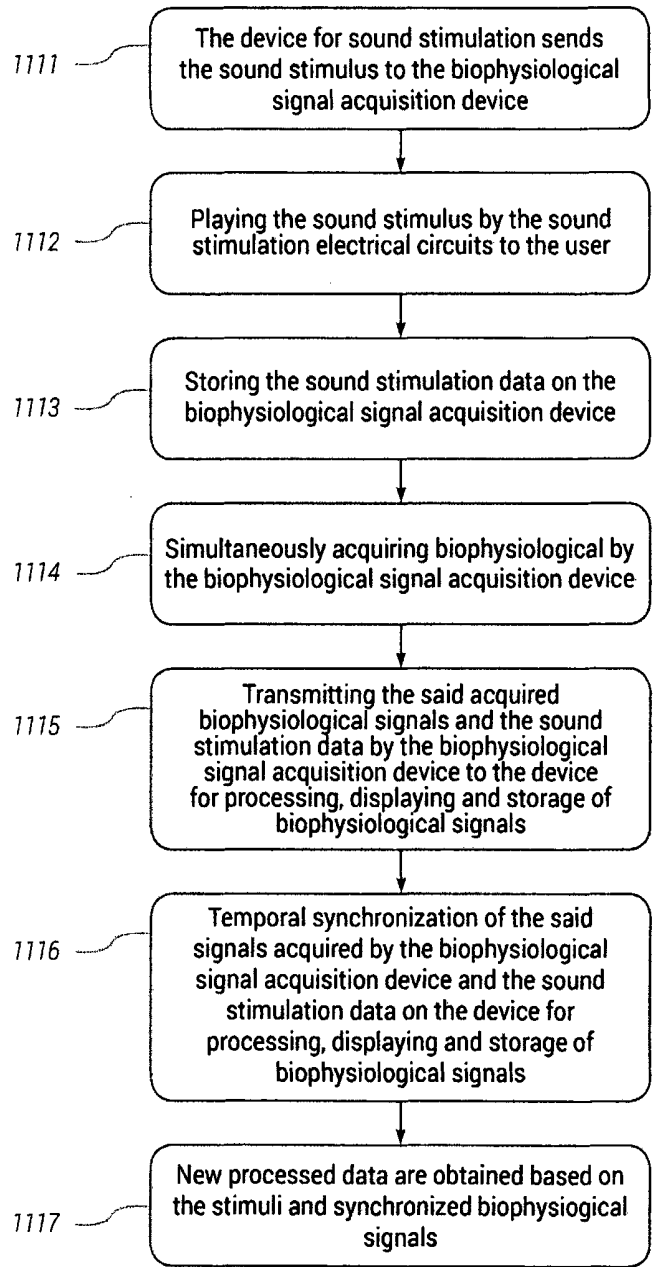 1111
The device for sound stimulation sends
the sound stimulus to the biophysiological
signal acquisition device
1112
Playing the sound stimulus by the sound
stimulation electrical circuits to the user
1113
Storing the sound stimulation data on the
biophysiological signal acquisition device
1114
Simultaneously acquiring biophysiological by
the biophysiological signal acquisition device
1115
Transmitting the said acquired
biophysiological signals and the sound
stimulation data by the biophysiological
signal acquisition device to the device
for processing, displaying and storage of
biophysiological signals
1116
Temporal synchronization of the said
signals acquired by the biophysiological
signal acquisition device and the sound
stimulation data on the device for
processing, displaying and storage of
biophysiological signals
1117
New processed data are obtained based on
the stimuli and synchronized biophysiogical
signals